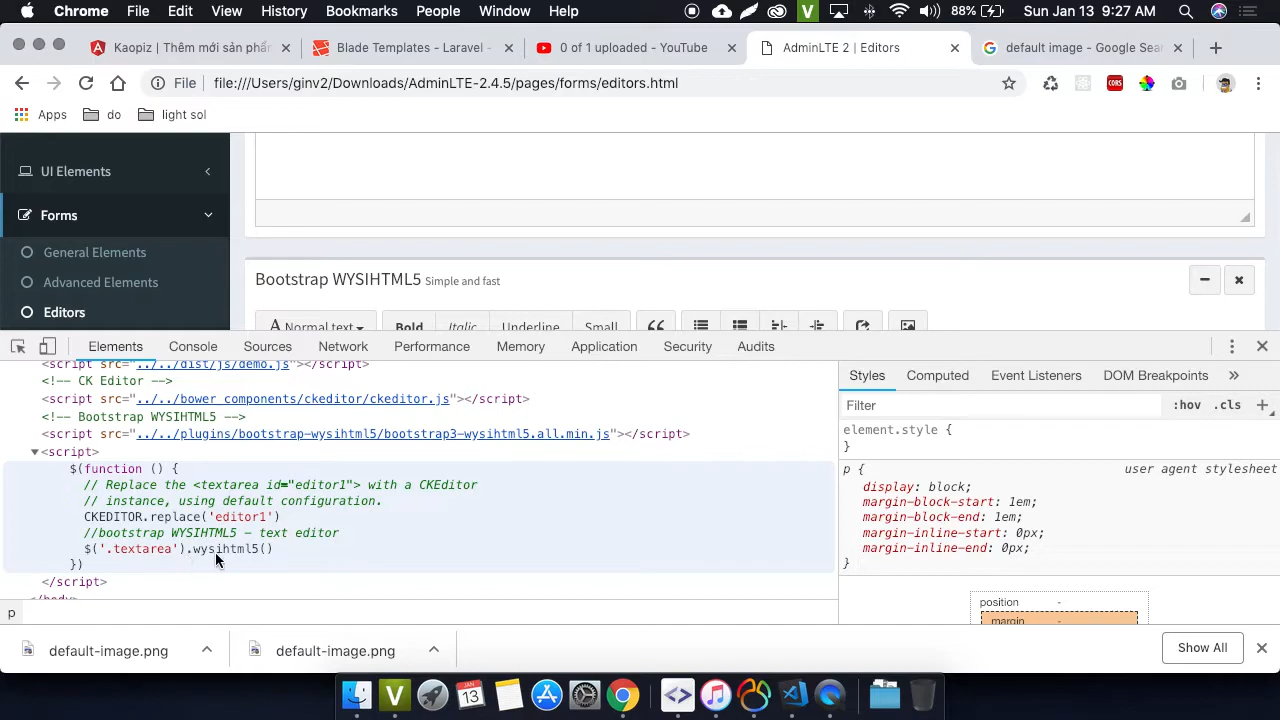 Chrome File Edit View History Bookmarks People Window Help 88% Sun Jan 13 9:27 AM
Kaopiz | Thêm mới sản phẩn Blade Templates - Laravel - 0 of 1 uploaded - YouTube AdminLTE 2 | Editors default image - Google Sear
File file:///Users/ginv2/Downloads/AdminLTE-2.4.5/pages/forms/editors.html
Apps do light sol
UI Elements
Forms
General Elements
Advanced Elements
Editors
Bootstrap WYSIHTML5 Simple and fast
Normal text Bold Italic Underline Small
Elements Console Sources Network Performance Memory Application Security Audits
<script src="../../dist/js/demo.js"></script>
<!-- CK Editor -->
<script src="../../bower_components/ckeditor/ckeditor.js"></script>
<!-- Bootstrap WYSIHTML5 -->
<script src="../../plugins/bootstrap-wysihtml5/bootstrap3-wysihtml5.all.min.js"></script>
<script>
$(function () {
// Replace the <textarea id="editor1"> with a CKEditor
// instance, using default configuration.
CKEDITOR.replace('editor1')
//bootstrap WYSIHTML5 - text editor
$('.textarea').wysihtml5()
})
</script>
</body>
p
Styles Computed Event Listeners DOM Breakpoints
Filter :hov .cls
element.style {
}
p { user agent stylesheet
display: block;
margin-block-start: 1em;
margin-block-end: 1em;
margin-inline-start: 0px;
margin-inline-end: 0px;
}
position -
margin -
default-image.png default-image.png Show All